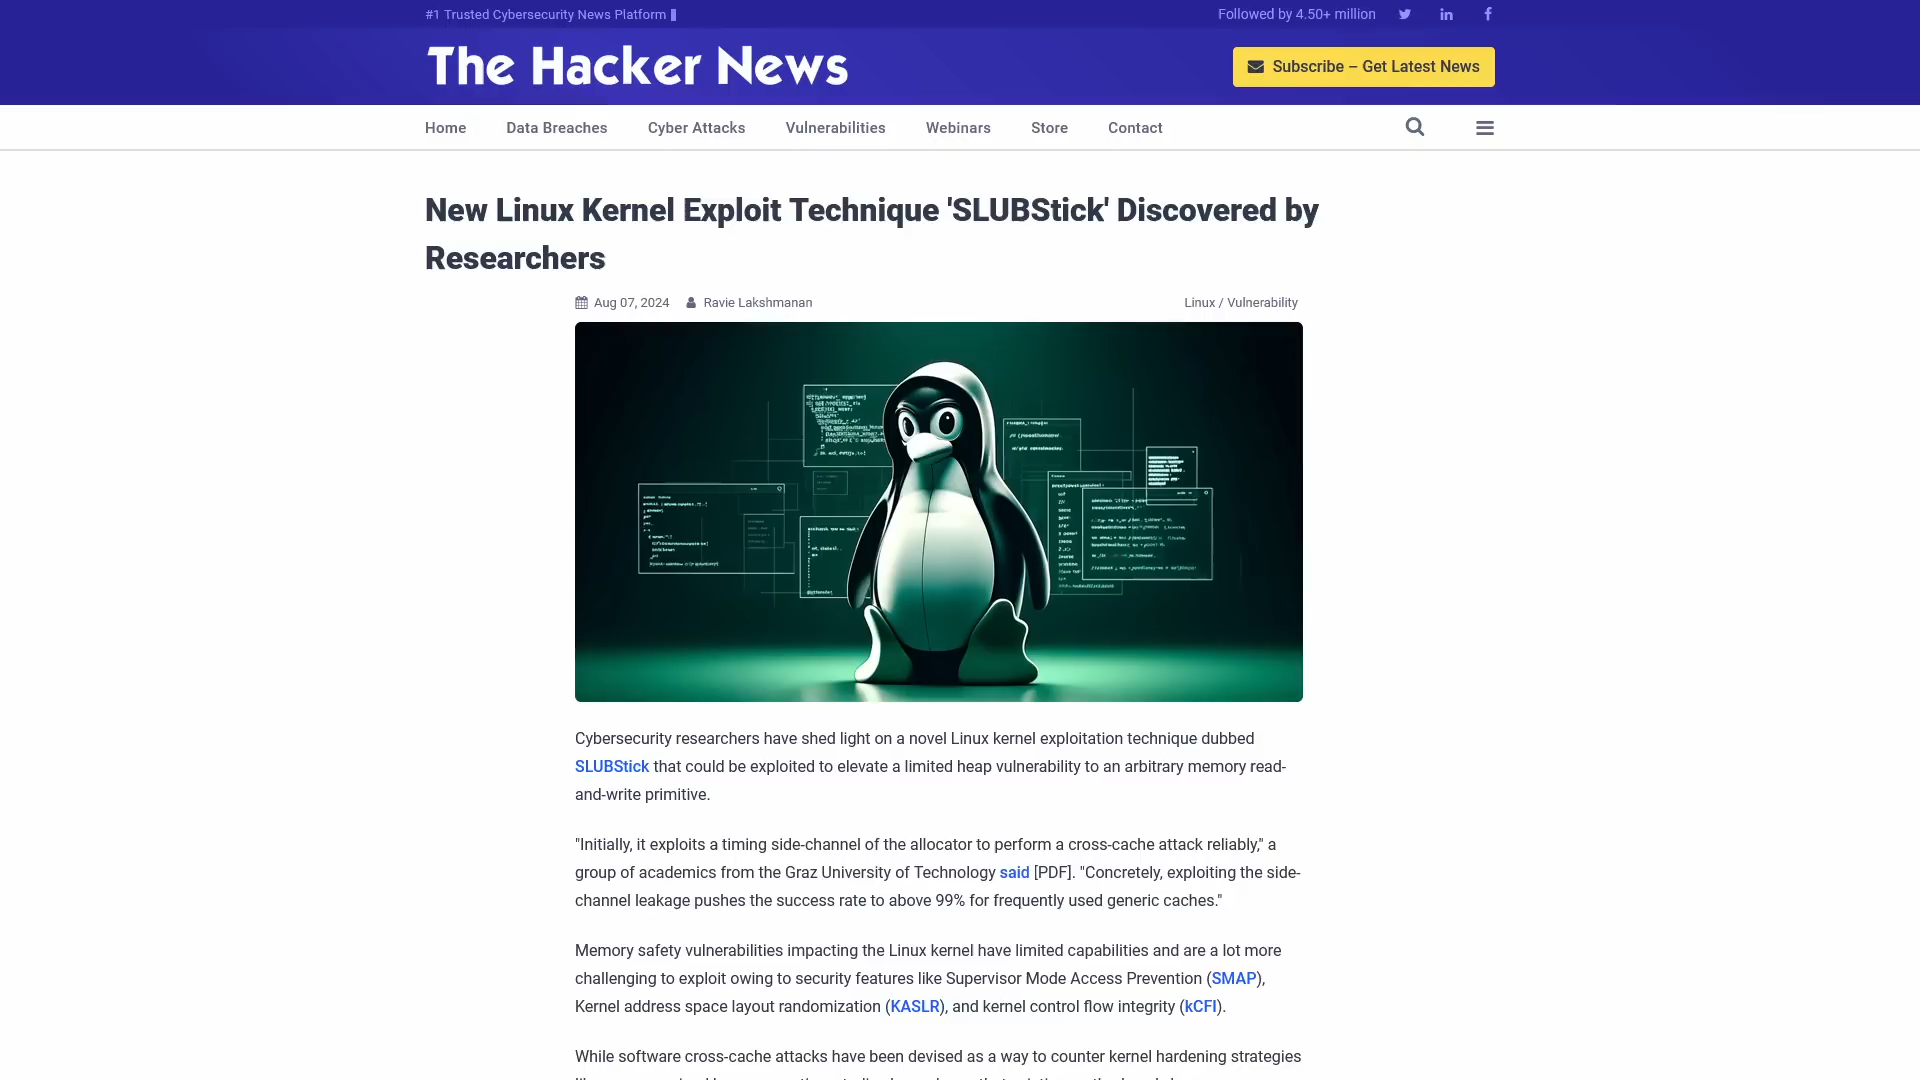 #1 Trusted Cybersecurity News Platform
Followed by 4.50+ million
The Hacker News
Subscribe – Get Latest News
Home
Data Breaches
Cyber Attacks
Vulnerabilities
Webinars
Store
Contact
New Linux Kernel Exploit Technique 'SLUBStick' Discovered by
Researchers
Aug 07, 2024
Ravie Lakshmanan
Linux / Vulnerability
Cybersecurity researchers have shed light on a novel Linux kernel exploitation technique dubbed
SLUBStick that could be exploited to elevate a limited heap vulnerability to an arbitrary memory read-
and-write primitive.
"Initially, it exploits a timing side-channel of the allocator to perform a cross-cache attack reliably," a
group of academics from the Graz University of Technology said [PDF]. "Concretely, exploiting the side-
channel leakage pushes the success rate to above 99% for frequently used generic caches."
Memory safety vulnerabilities impacting the Linux kernel have limited capabilities and are a lot more
challenging to exploit owing to security features like Supervisor Mode Access Prevention (SMAP),
Kernel address space layout randomization (KASLR), and kernel control flow integrity (kCFI).
While software cross-cache attacks have been devised as a way to counter kernel hardening strategies